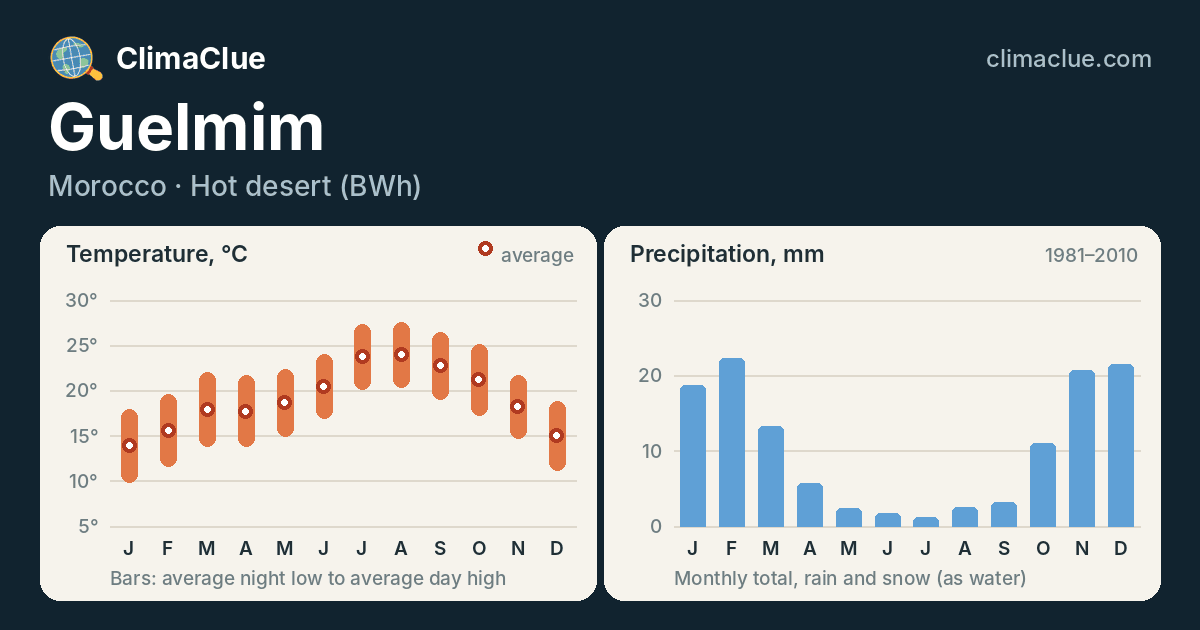 ClimaClue
climaclue.com
Guelmim
Morocco · Hot desert (BWh)
Temperature, °C
average
30°
25°
20°
15°
10°
5°
J F M A M J J A S O N D
Bars: average night low to average day high
Precipitation, mm
1981–2010
30
20
10
0
J F M A M J J A S O N D
Monthly total, rain and snow (as water)